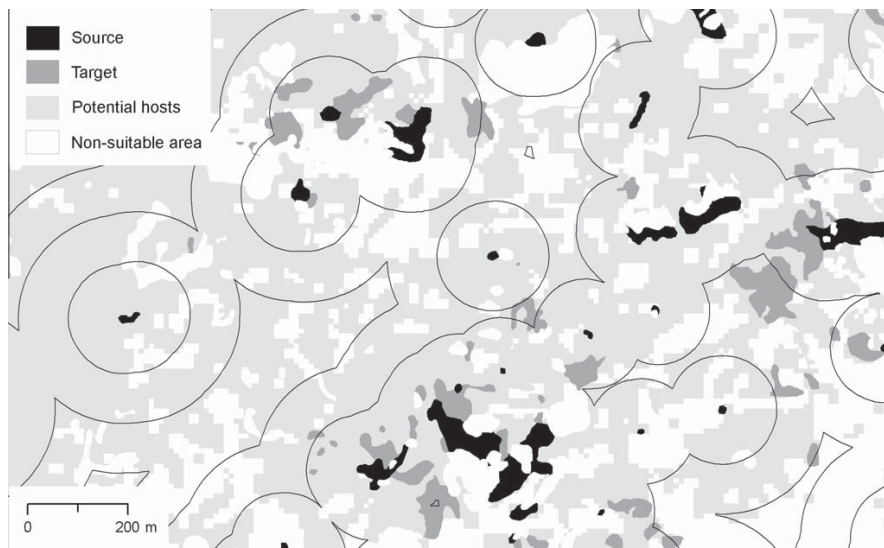 Source
Target
Potential hosts
Non-suitable area
0 200 m